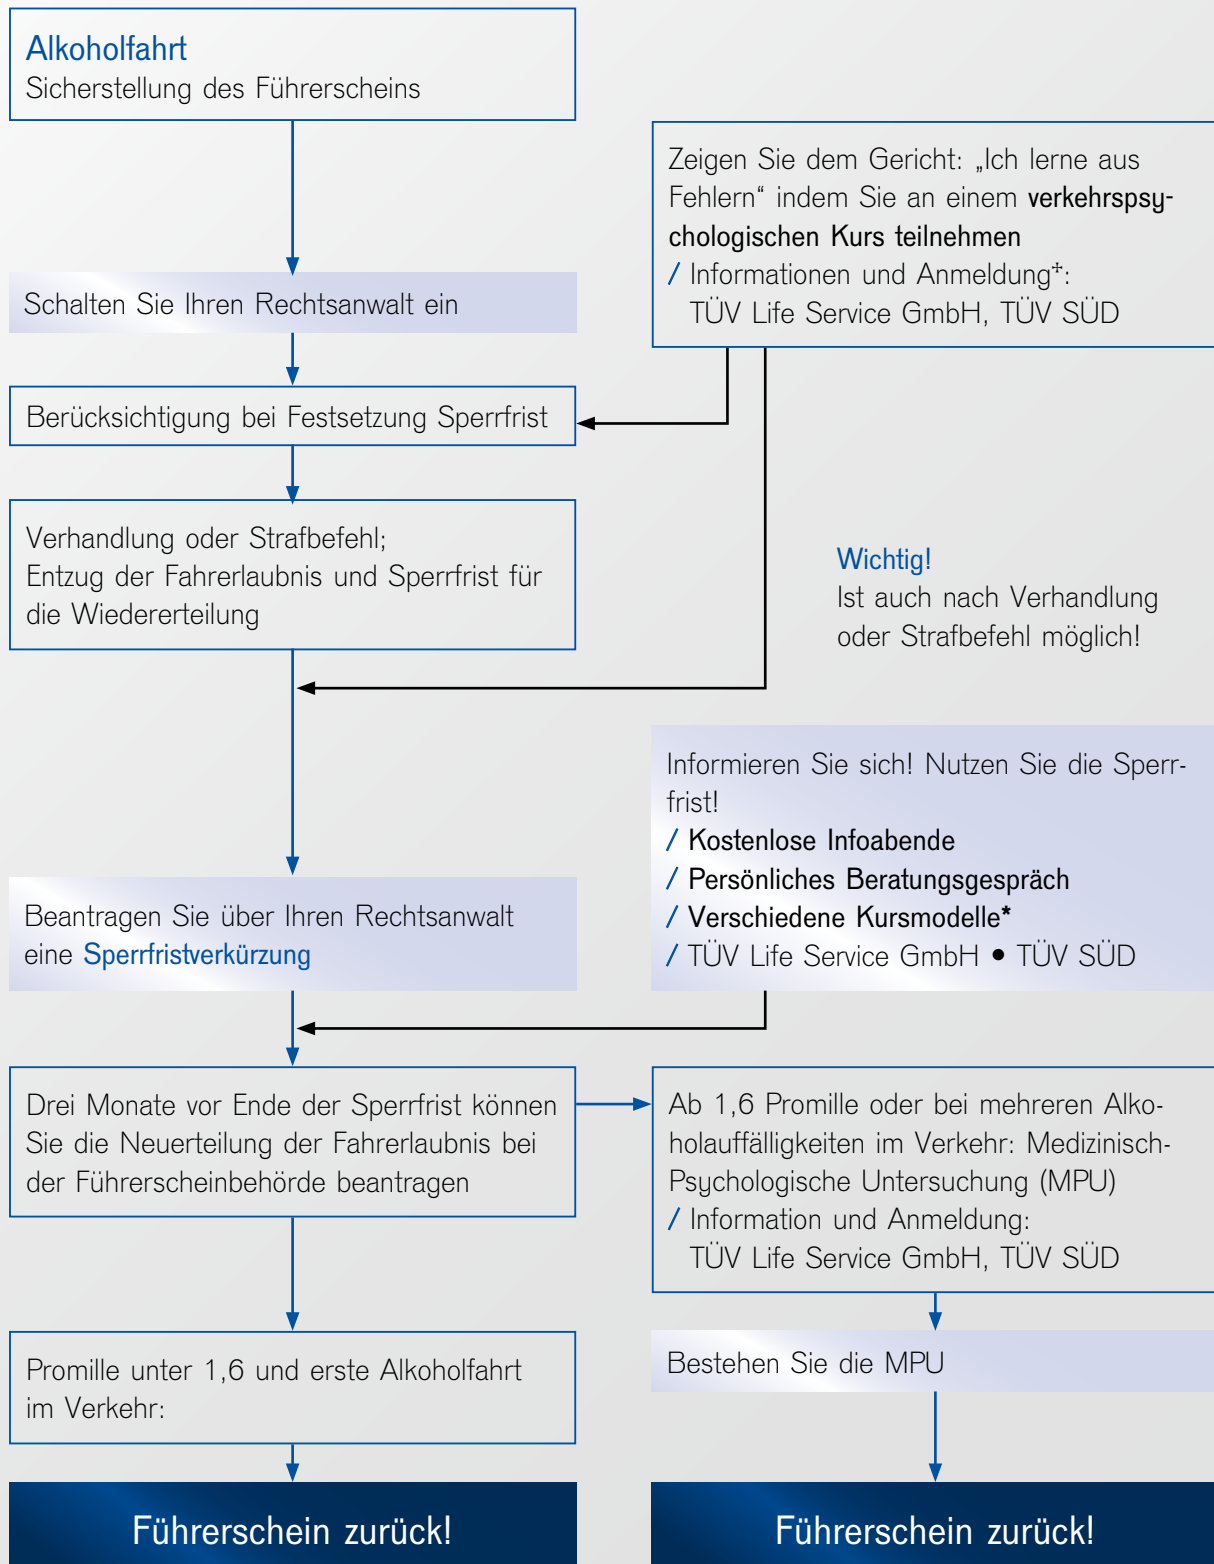 Alkoholfahrt
Sicherstellung des Führerscheins
Zeigen Sie dem Gericht: „Ich lerne aus
Fehlern“ indem Sie an einem verkehrspsy-
chologischen Kurs teilnehmen
/ Informationen und Anmeldung*:
TÜV Life Service GmbH, TÜV SÜD
Schalten Sie Ihren Rechtsanwalt ein
Berücksichtigung bei Festsetzung Sperrfrist
Verhandlung oder Strafbefehl;
Entzug der Fahrerlaubnis und Sperrfrist für
die Wiedererteilung
Wichtig!
Ist auch nach Verhandlung
oder Strafbefehl möglich!
Informieren Sie sich! Nutzen Sie die Sperr-
frist!
/ Kostenlose Infoabende
/ Persönliches Beratungsgespräch
/ Verschiedene Kursmodelle*
/ TÜV Life Service GmbH • TÜV SÜD
Beantragen Sie über Ihren Rechtsanwalt
eine Sperrfristverkürzung
Drei Monate vor Ende der Sperrfrist können
Sie die Neuerteilung der Fahrerlaubnis bei
der Führerscheinbehörde beantragen
Ab 1,6 Promille oder bei mehreren Alko-
holauffälligkeiten im Verkehr: Medizinisch-
Psychologische Untersuchung (MPU)
/ Information und Anmeldung:
TÜV Life Service GmbH, TÜV SÜD
Promille unter 1,6 und erste Alkoholfahrt
im Verkehr:
Bestehen Sie die MPU
Führerschein zurück!
Führerschein zurück!